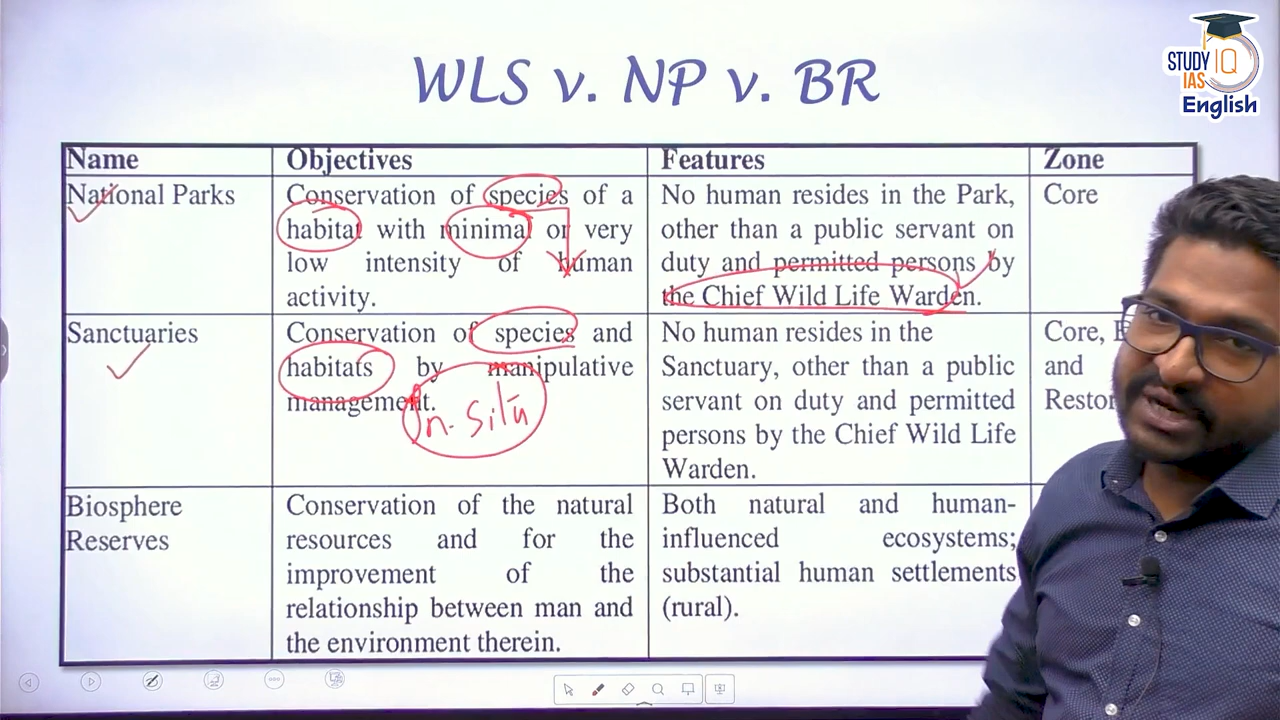 WLS v. NP v. BR
STUDY IQ
IAS
English
Name
Objectives
Features
Zone
National Parks
Conservation of species of a
habitat with minimal or very
low intensity of human
activity.
No human resides in the Park,
other than a public servant on
duty and permitted persons by
the Chief Wild Life Warden.
Core
Sanctuaries
Conservation of species and
habitats by manipulative
management.
In-situ
No human resides in the
Sanctuary, other than a public
servant on duty and permitted
persons by the Chief Wild Life
Warden.
Core,
and
Biosphere
Reserves
Conservation of the natural
resources and for the
improvement of the
relationship between man and
the environment therein.
Both natural and human-
influenced ecosystems;
substantial human settlements
(rural).